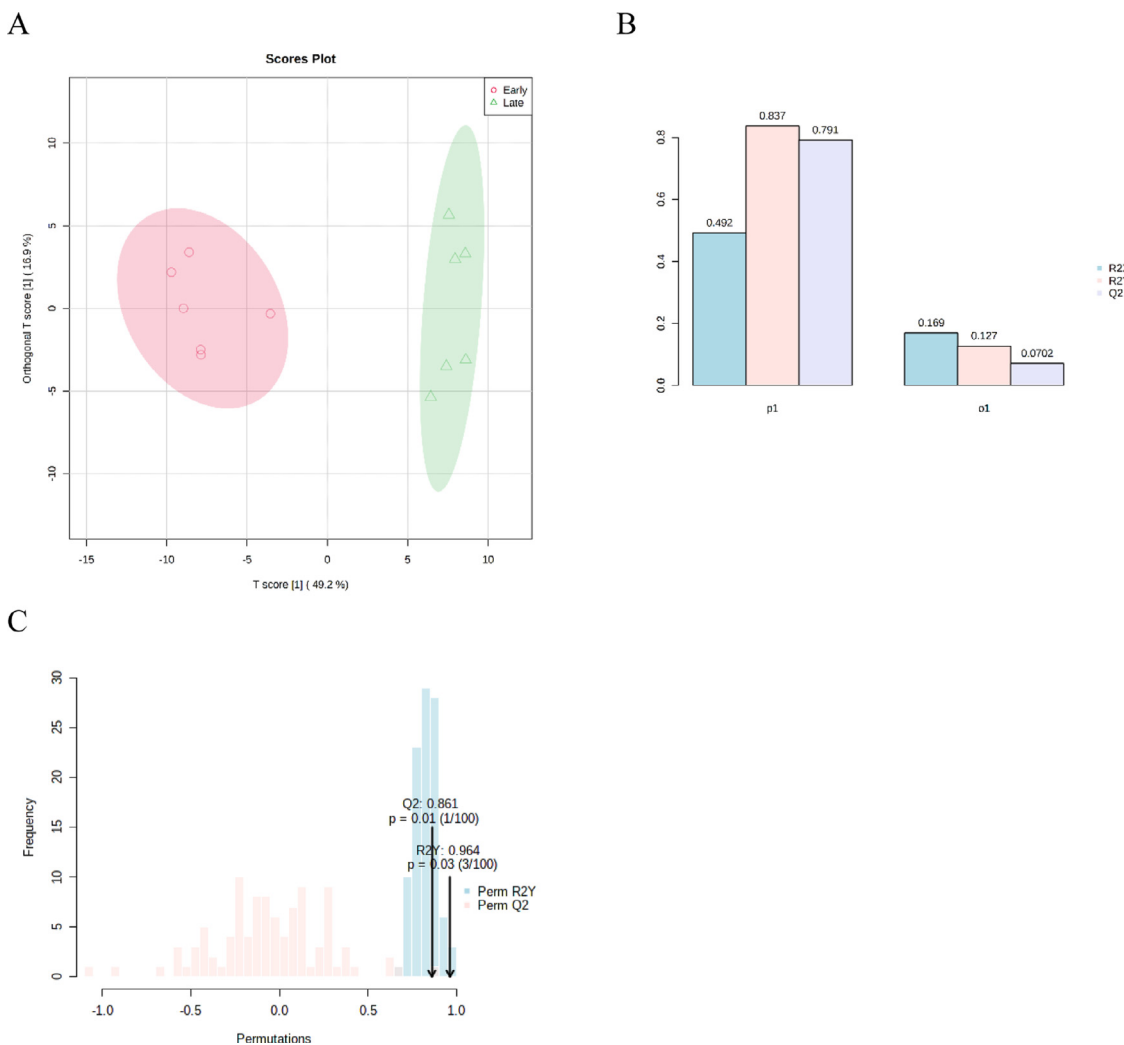 A
B
Scores Plot
Early
Late
Orthogonal T score [1] ( 16.9 %)
10
5
0
-5
-10
-15
-10
-5
0
5
10
T score [1] ( 49.2 %)
0.8
0.6
0.4
0.2
0.0
0.492
0.837
0.791
0.169
0.127
0.0702
p1
o1
R2
R2
Q2
C
Frequency
30
25
20
15
10
5
0
Q2: 0.861
p = 0.01 (1/100)
R2Y: 0.964
p = 0.03 (3/100)
Perm R2Y
Perm Q2
-1.0
-0.5
0.0
0.5
1.0
Permutations